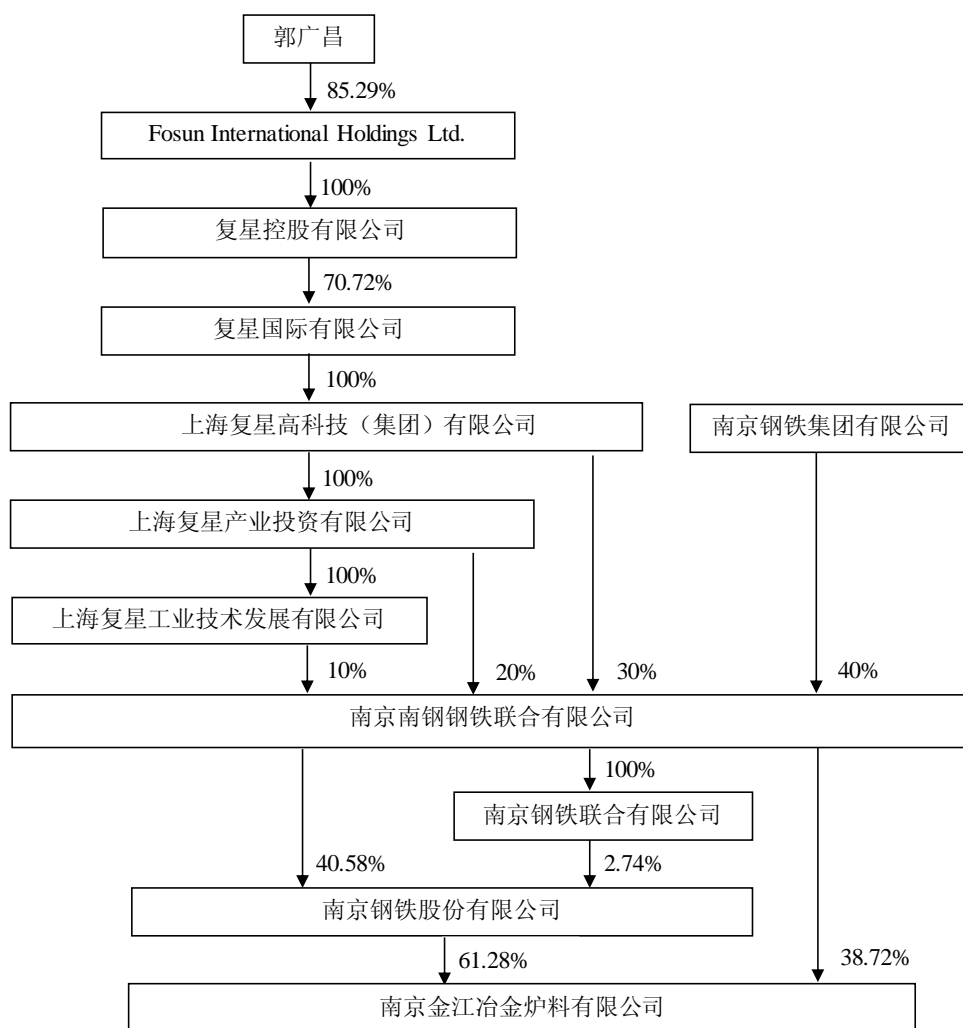 郭广昌
85.29%
Fosun International Holdings Ltd.
100%
复星控股有限公司
70.72%
复星国际有限公司
100%
上海复星高科技（集团）有限公司
南京钢铁集团有限公司
100%
上海复星产业投资有限公司
100%
上海复星工业技术发展有限公司
10%
20%
30%
40%
南京南钢钢铁联合有限公司
100%
南京钢铁联合有限公司
40.58%
2.74%
南京钢铁股份有限公司
61.28%
38.72%
南京金江冶金炉料有限公司